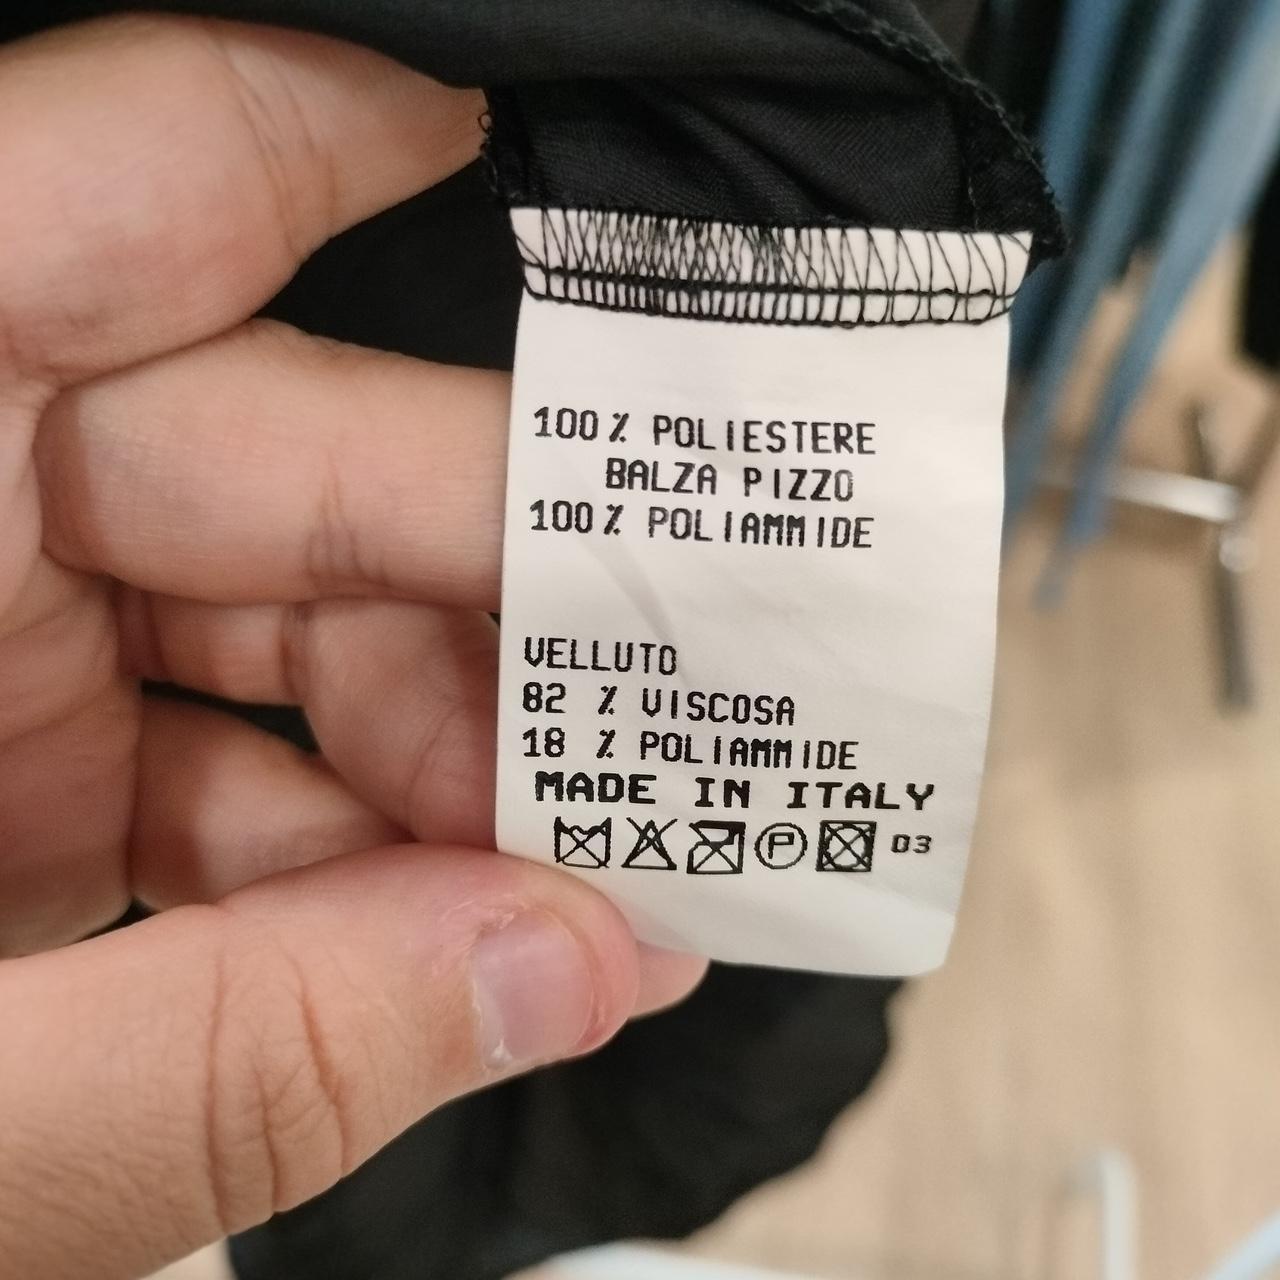 100 % POLIESTERE
BALZA PIZZO
100 % POLIAMMIDE
VELLUTO
82 % VISCOSA
18 % POLIAMMIDE
MADE IN ITALY
P 03